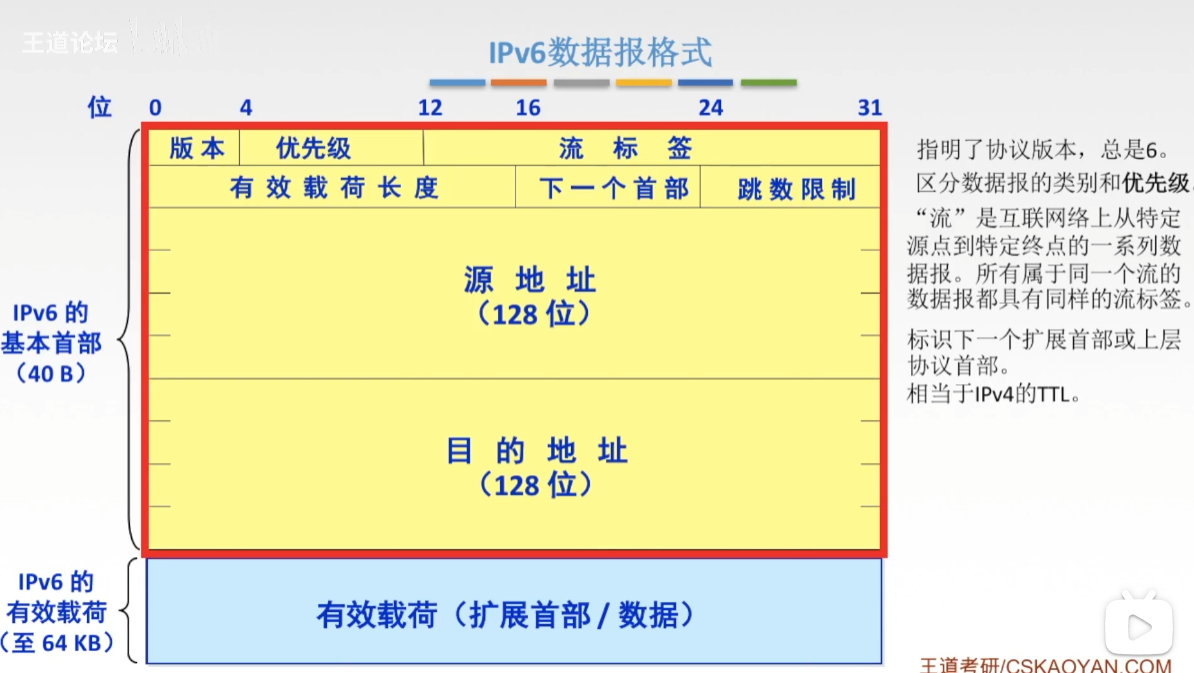 王道论坛
IPv6数据报格式
位 0 4 12 16 24 31
版本 优先级 流标签
有效载荷长度 下一个首部 跳数限制
源地址
（128 位）
目的地址
（128 位）
有效载荷（扩展首部 / 数据）
IPv6 的
基本首部
（40 B）
IPv6 的
有效载荷
（至 64 KB）
指明了协议版本，总是6。
区分数据报的类别和优先级
“流”是互联网络上从特定
源点到特定终点的一系列数
据报。所有属于同一个流的
数据报都具有同样的流标签。
标识下一个扩展首部或上层
协议首部。
相当于IPv4的TTL。
王道考研/CSKAOYAN.COM